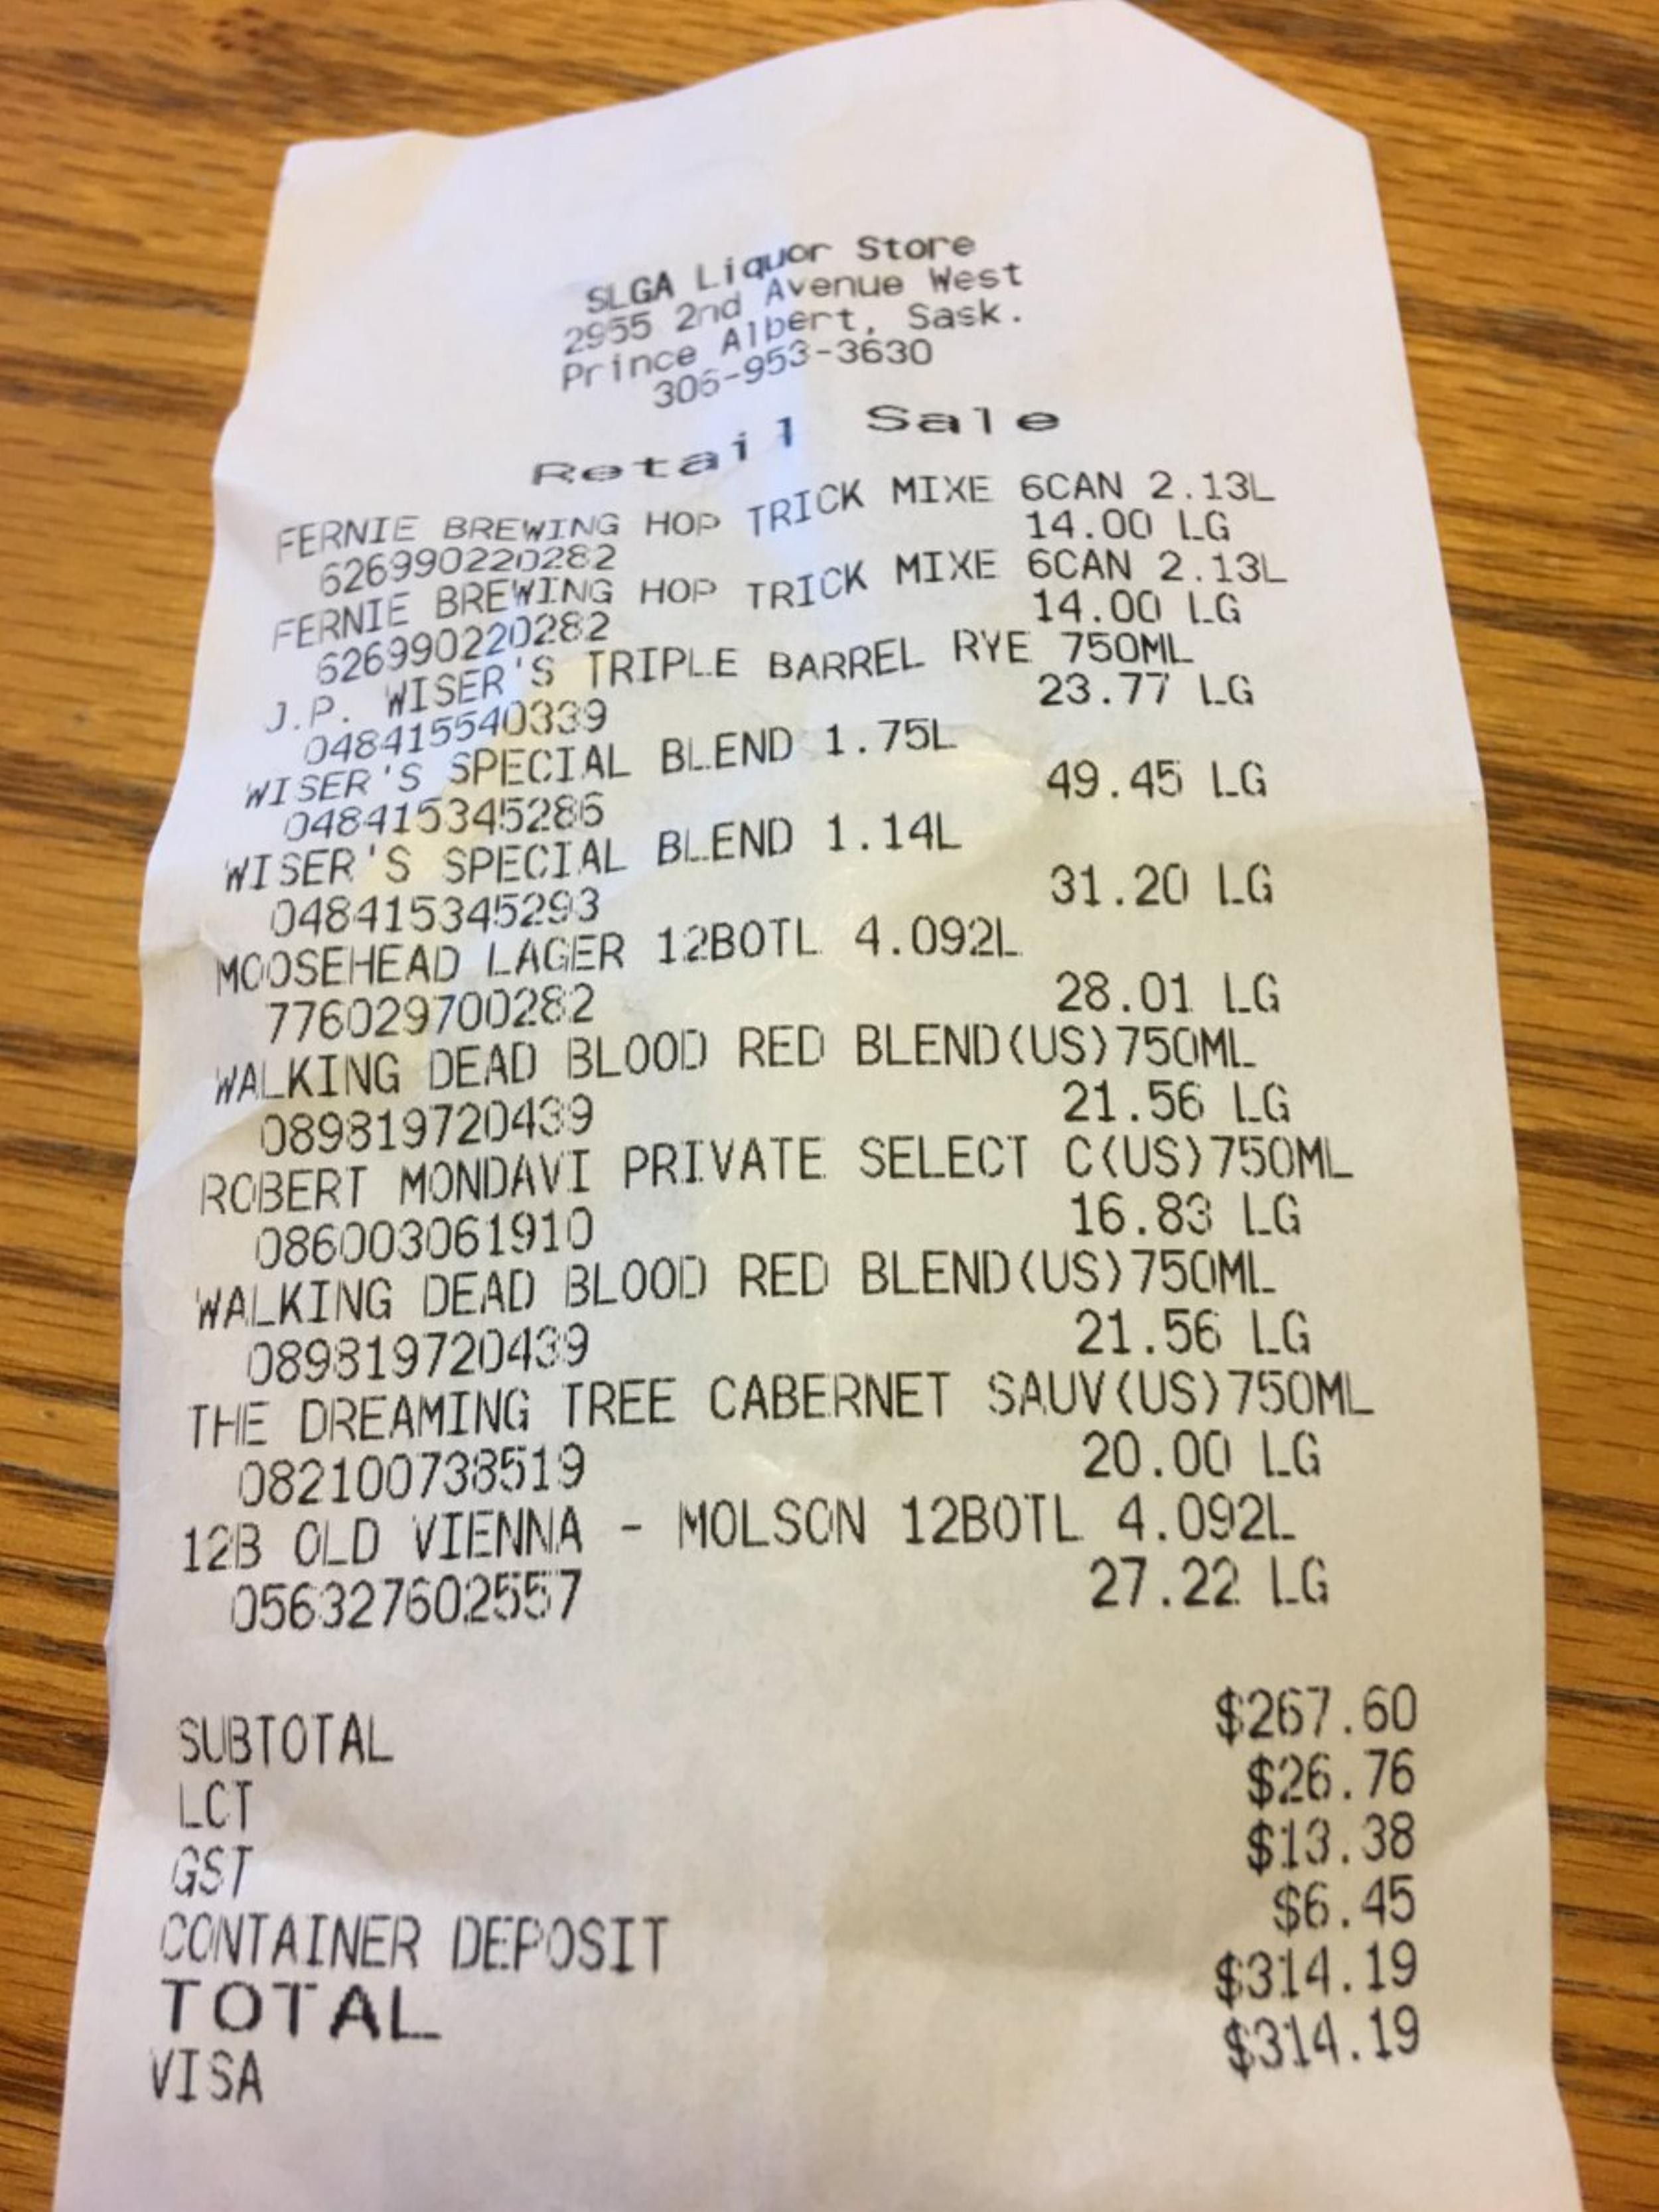 SLGA Liquor Store
2955 2nd Avenue West
Prince Albert, Sask.
306-953-3630
Retail Sale
FERNIE BREWING HOP TRICK MIXE 6CAN 2.13L
626990220282 14.00 LG
FERNIE BREWING HOP TRICK MIXE 6CAN 2.13L
626990220282 14.00 LG
J.P. WISER'S TRIPLE BARREL RYE 750ML
048415540339 23.77 LG
WISER'S SPECIAL BLEND 1.75L
048415345286 49.45 LG
WISER'S SPECIAL BLEND 1.14L
048415345293 31.20 LG
MOOSEHEAD LAGER 12BOTL 4.092L
776029700282 28.01 LG
WALKING DEAD BLOOD RED BLEND(US)750ML
089819720439 21.56 LG
ROBERT MONDAVI PRIVATE SELECT C(US)750ML
086003061910 16.83 LG
WALKING DEAD BLOOD RED BLEND(US)750ML
089819720439 21.56 LG
THE DREAMING TREE CABERNET SAUV(US)750ML
082100738519 20.00 LG
12B OLD VIENNA - MOLSON 12BOTL 4.092L
056327602557 27.22 LG
SUBTOTAL $267.60
LCT $26.76
GST $13.38
CONTAINER DEPOSIT $6.45
TOTAL $314.19
VISA $314.19